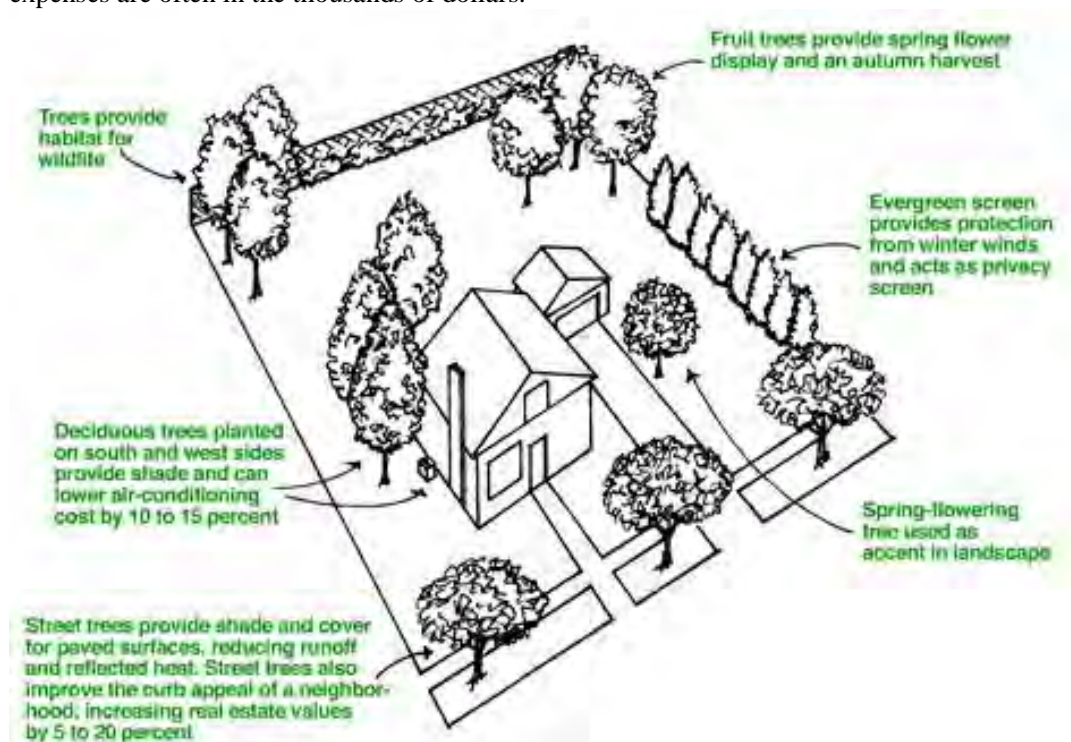 expenses are often in the thousands of dollars.
Fruit trees provide spring flower
display and an autumn harvest
Trees provide
habitat for
wildlife
Evergreen screen
provides protection
from winter winds
and acts as privacy
screen
Deciduous trees planted
on south and west sides
provide shade and can
lower air-conditioning
cost by 10 to 15 percent
Spring-flowering
tree used as
accent in landscape
Street trees provide shade and cover
for paved surfaces, reducing runoff
and reflected heat. Street trees also
improve the curb appeal of a neighbor-
hood, increasing real estate values
by 5 to 20 percent